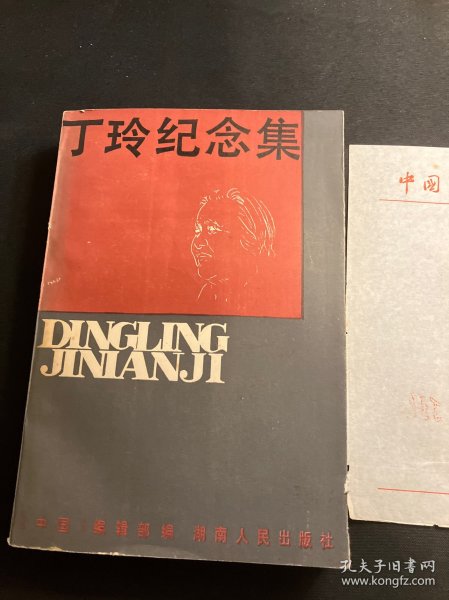 丁玲纪念集
DINGLING
JINIANJI
《中国》编辑部编 湖南人民出版社
中国
孔夫子旧书网
www.kongfz.com